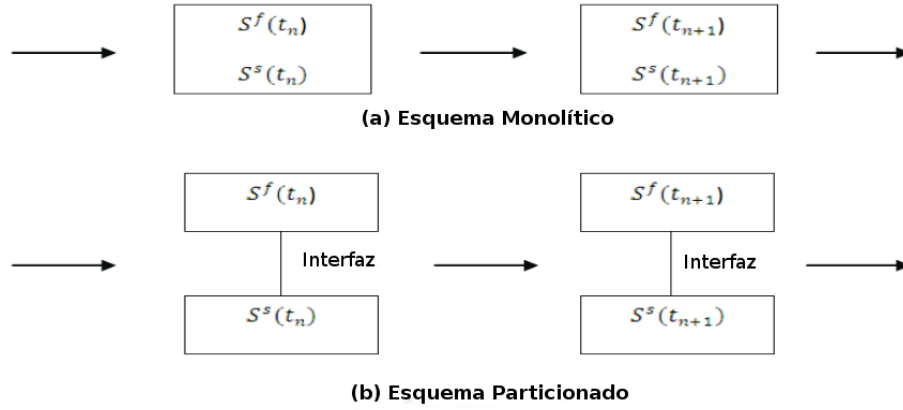 S^f(t_n) S^f(t_{n+1})
S^s(t_n) S^s(t_{n+1})
(a) Esquema Monolítico
S^f(t_n) S^f(t_{n+1})
Interfaz Interfaz
S^s(t_n) S^s(t_{n+1})
(b) Esquema Particionado